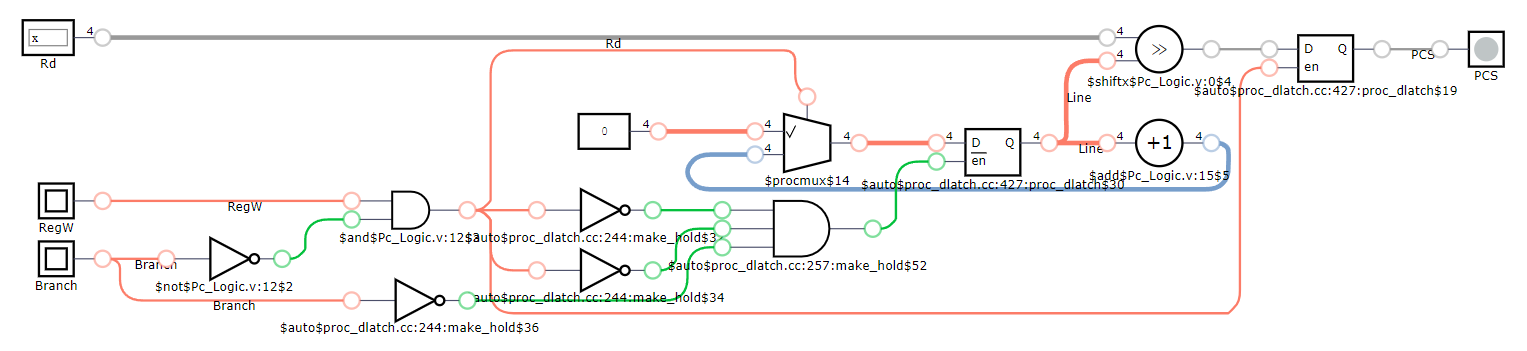 x
4
Rd
Rd
4
4
>>
4
$shiftx$Pc_Logic.v:0$4
D
Q
en
$auto$proc_dlatch.cc:427:proc_dlatch$19
PCS
PCS
Line
0
4
4
4
4
$procmux$14
4
D
Q
en
$auto$proc_dlatch.cc:427:proc_dlatch$30
4
Line
4
+1
4
$add$Pc_Logic.v:15$5
RegW
RegW
$and$Pc_Logic.v:12$3
$auto$proc_dlatch.cc:244:make_hold$3
Branch
Branch
$not$Pc_Logic.v:12$2
$auto$proc_dlatch.cc:257:make_hold$52
$auto$proc_dlatch.cc:244:make_hold$34
Branch
$auto$proc_dlatch.cc:244:make_hold$36